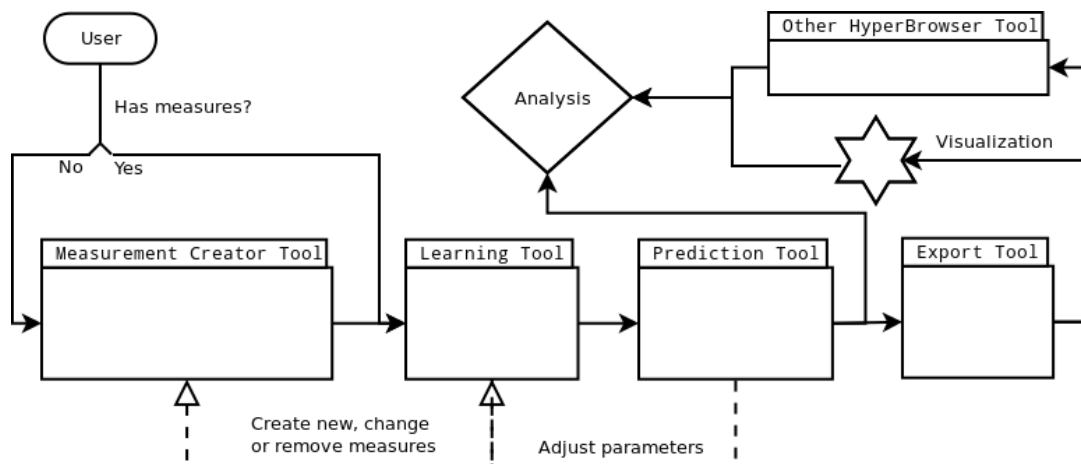 User
Has measures?
No
Yes
Analysis
Other HyperBrowser Tool
Visualization
Measurement Creator Tool
Learning Tool
Prediction Tool
Export Tool
Create new, change
or remove measures
Adjust parameters